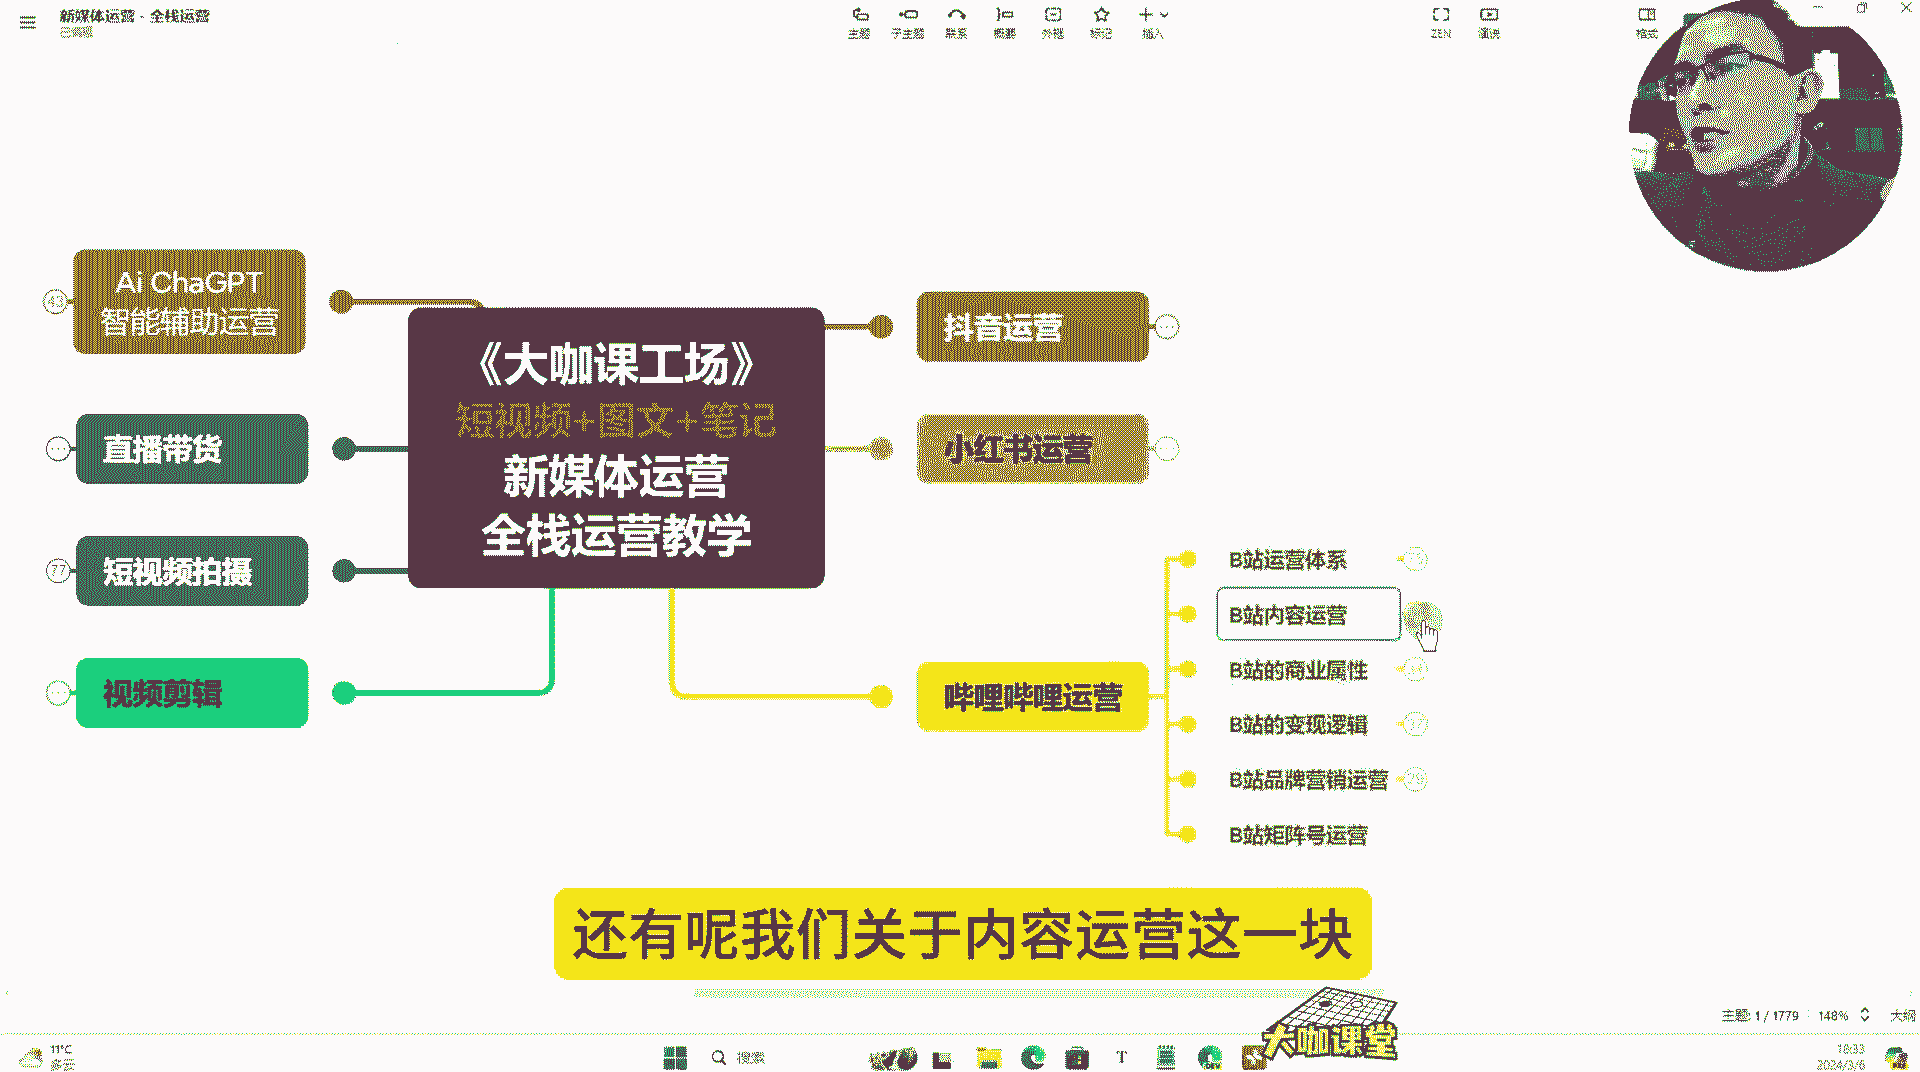 新媒体运营 - 全栈运营
已编辑
主题
子主题
联系
概要
外框
标记
插入
ZEN
演说
格式
Ai ChaGPT
智能辅助运营
43
直播带货
短视频拍摄
77
视频剪辑
《大咖课工场》
短视频+图文+笔记
新媒体运营
全栈运营教学
抖音运营
小红书运营
哔哩哔哩运营
B站运营体系
B站内容运营
B站的商业属性
B站的变现逻辑
37
B站品牌营销运营
B站矩阵号运营
还有呢我们关于内容运营这一块
大咖课堂
主题: 1 / 1779
148%
大纲
11°C
多云
搜索
18:33
2024/3/6